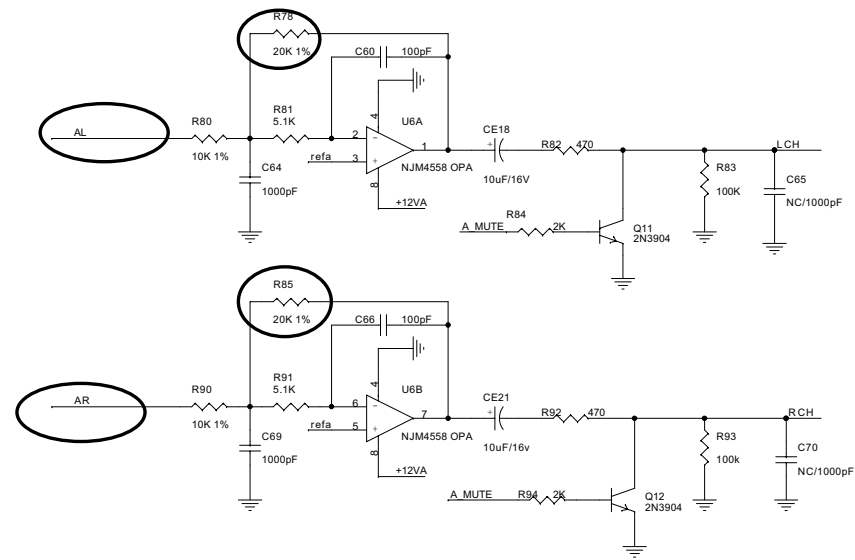 R78
20K 1%
C60 100pF
R81
5.1K
AL
R80
10K 1%
4
U6A
2
1
refa
3
8
NJM4558 OPA
+12VA
C64
1000pF
CE18
+
10uF/16V
R82 470
LCH
R83
100K
C65
NC/1000pF
A_MUTE
R84
2K
Q11
2N3904
R85
20K 1%
C66 100pF
R91
5.1K
AR
R90
10K 1%
4
U6B
6
7
refa
5
8
NJM4558 OPA
+12VA
C69
1000pF
CE21
+
10uF/16v
R92 470
RCH
R93
100k
C70
NC/1000pF
A_MUTE R94 2K
Q12
2N3904